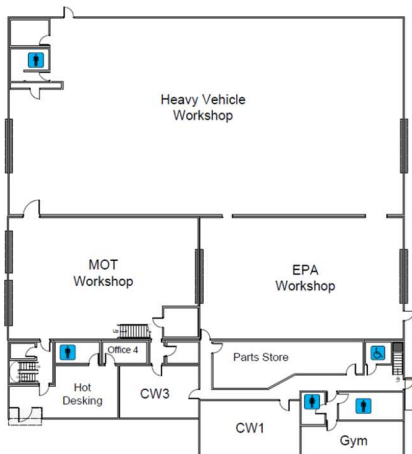 Heavy Vehicle
Workshop
MOT
Workshop
EPA
Workshop
Office 4
Parts Store
Hot
Desking
CW3
CW1
Gym